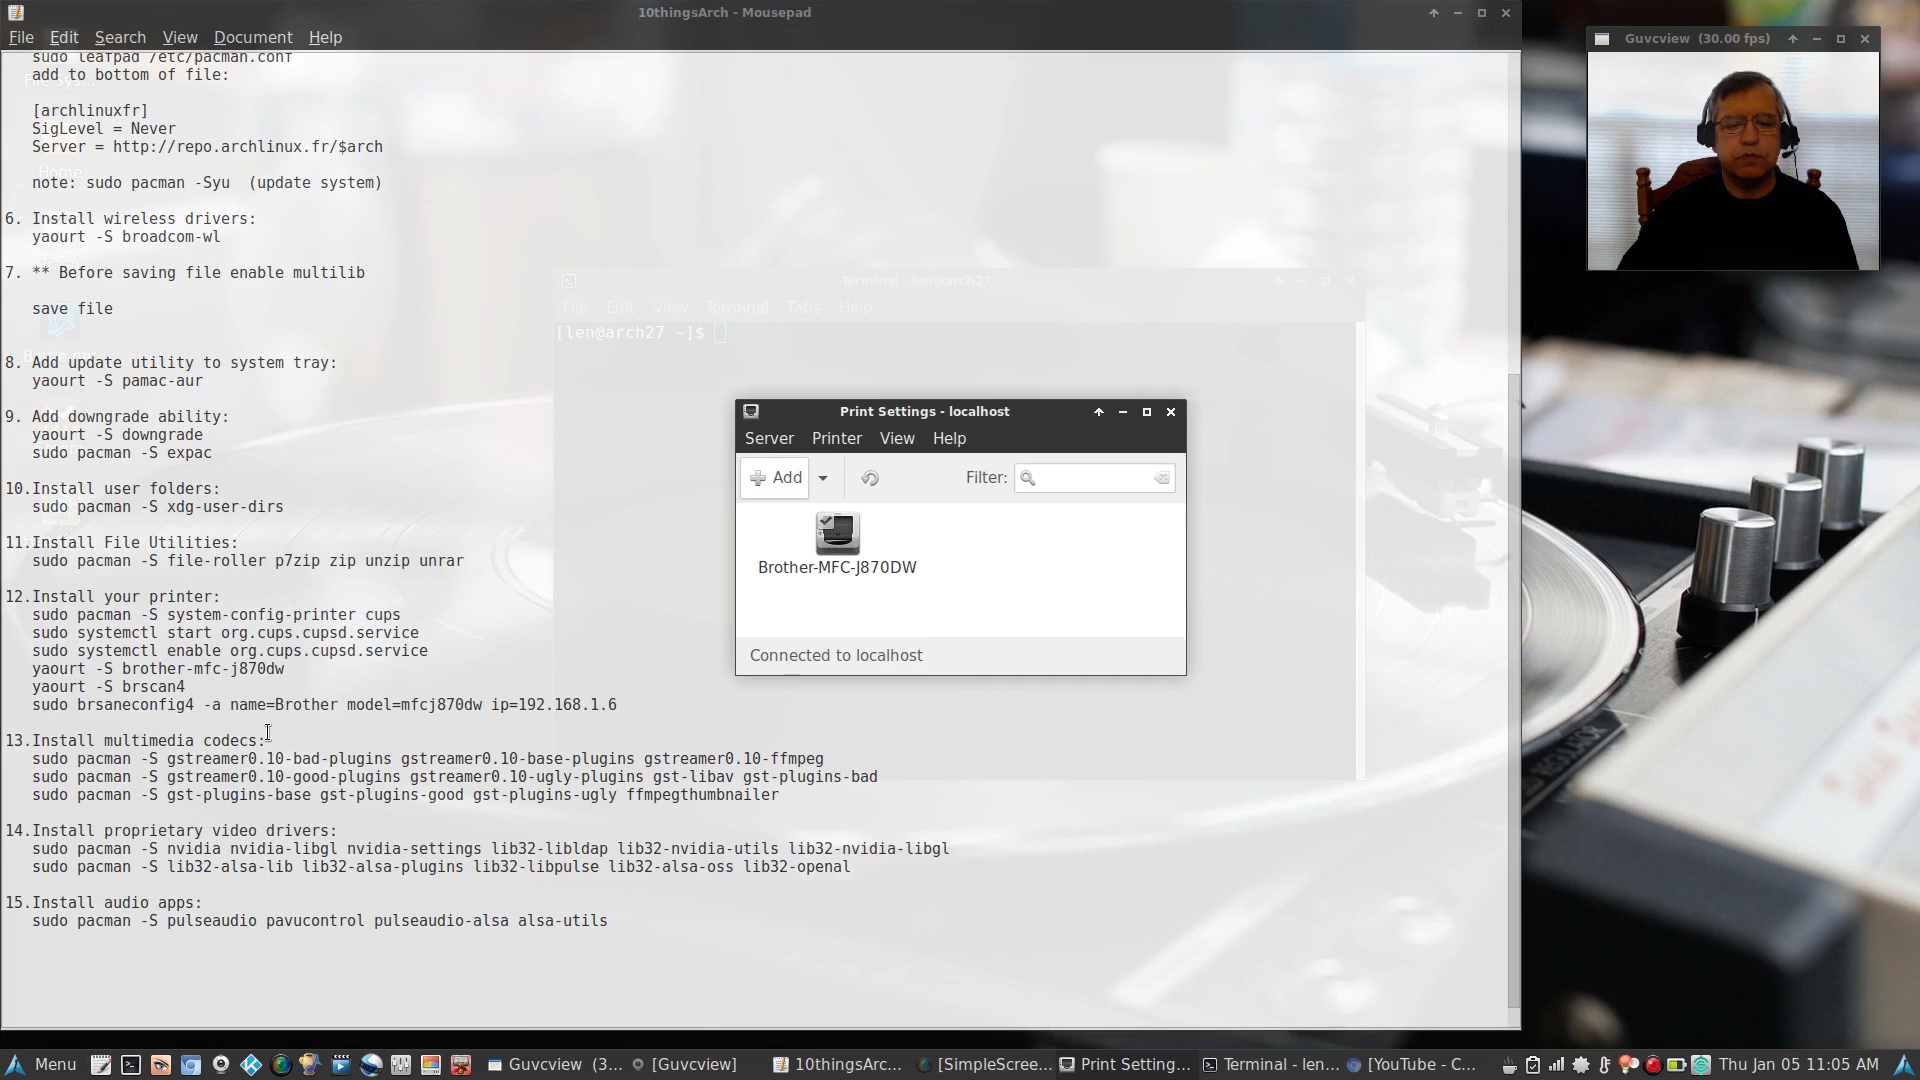 10thingsArch - Mousepad
File Edit Search View Document Help
sudo leafpad /etc/pacman.conf
add to bottom of file:
[archlinuxfr]
SigLevel = Never
Server = http://repo.archlinux.fr/$arch
Home
note: sudo pacman -Syu (update system)
6. Install wireless drivers:
yaourt -S broadcom-wl
7. ** Before saving file enable multilib
save file
8. Add update utility to system tray:
yaourt -S pamac-aur
9. Add downgrade ability:
yaourt -S downgrade
sudo pacman -S expac
10.Install user folders:
sudo pacman -S xdg-user-dirs
11.Install File Utilities:
sudo pacman -S file-roller p7zip zip unzip unrar
12.Install your printer:
sudo pacman -S system-config-printer cups
sudo systemctl start org.cups.cupsd.service
sudo systemctl enable org.cups.cupsd.service
yaourt -S brother-mfc-j870dw
yaourt -S brscan4
sudo brsaneconfig4 -a name=Brother model=mfcj870dw ip=192.168.1.6
13.Install multimedia codecs:
sudo pacman -S gstreamer0.10-bad-plugins gstreamer0.10-base-plugins gstreamer0.10-ffmpeg
sudo pacman -S gstreamer0.10-good-plugins gstreamer0.10-ugly-plugins gst-libav gst-plugins-bad
sudo pacman -S gst-plugins-base gst-plugins-good gst-plugins-ugly ffmpegthumbnailer
14.Install proprietary video drivers:
sudo pacman -S nvidia nvidia-libgl nvidia-settings lib32-libldap lib32-nvidia-utils lib32-nvidia-libgl
sudo pacman -S lib32-alsa-lib lib32-alsa-plugins lib32-libpulse lib32-alsa-oss lib32-openal
15.Install audio apps:
sudo pacman -S pulseaudio pavucontrol pulseaudio-alsa alsa-utils
Terminal - len@arch27:~
File Edit View Terminal Tabs Help
[len@arch27 ~]$
Print Settings - localhost
Server Printer View Help
Add Filter:
Brother-MFC-J870DW
Connected to localhost
Guvcview (30.00 fps)
Menu Guvcview (3... [Guvcview] 10thingsArc... [SimpleScree... Print Setting... Terminal - len... [YouTube - C... Thu Jan 05 11:05 AM